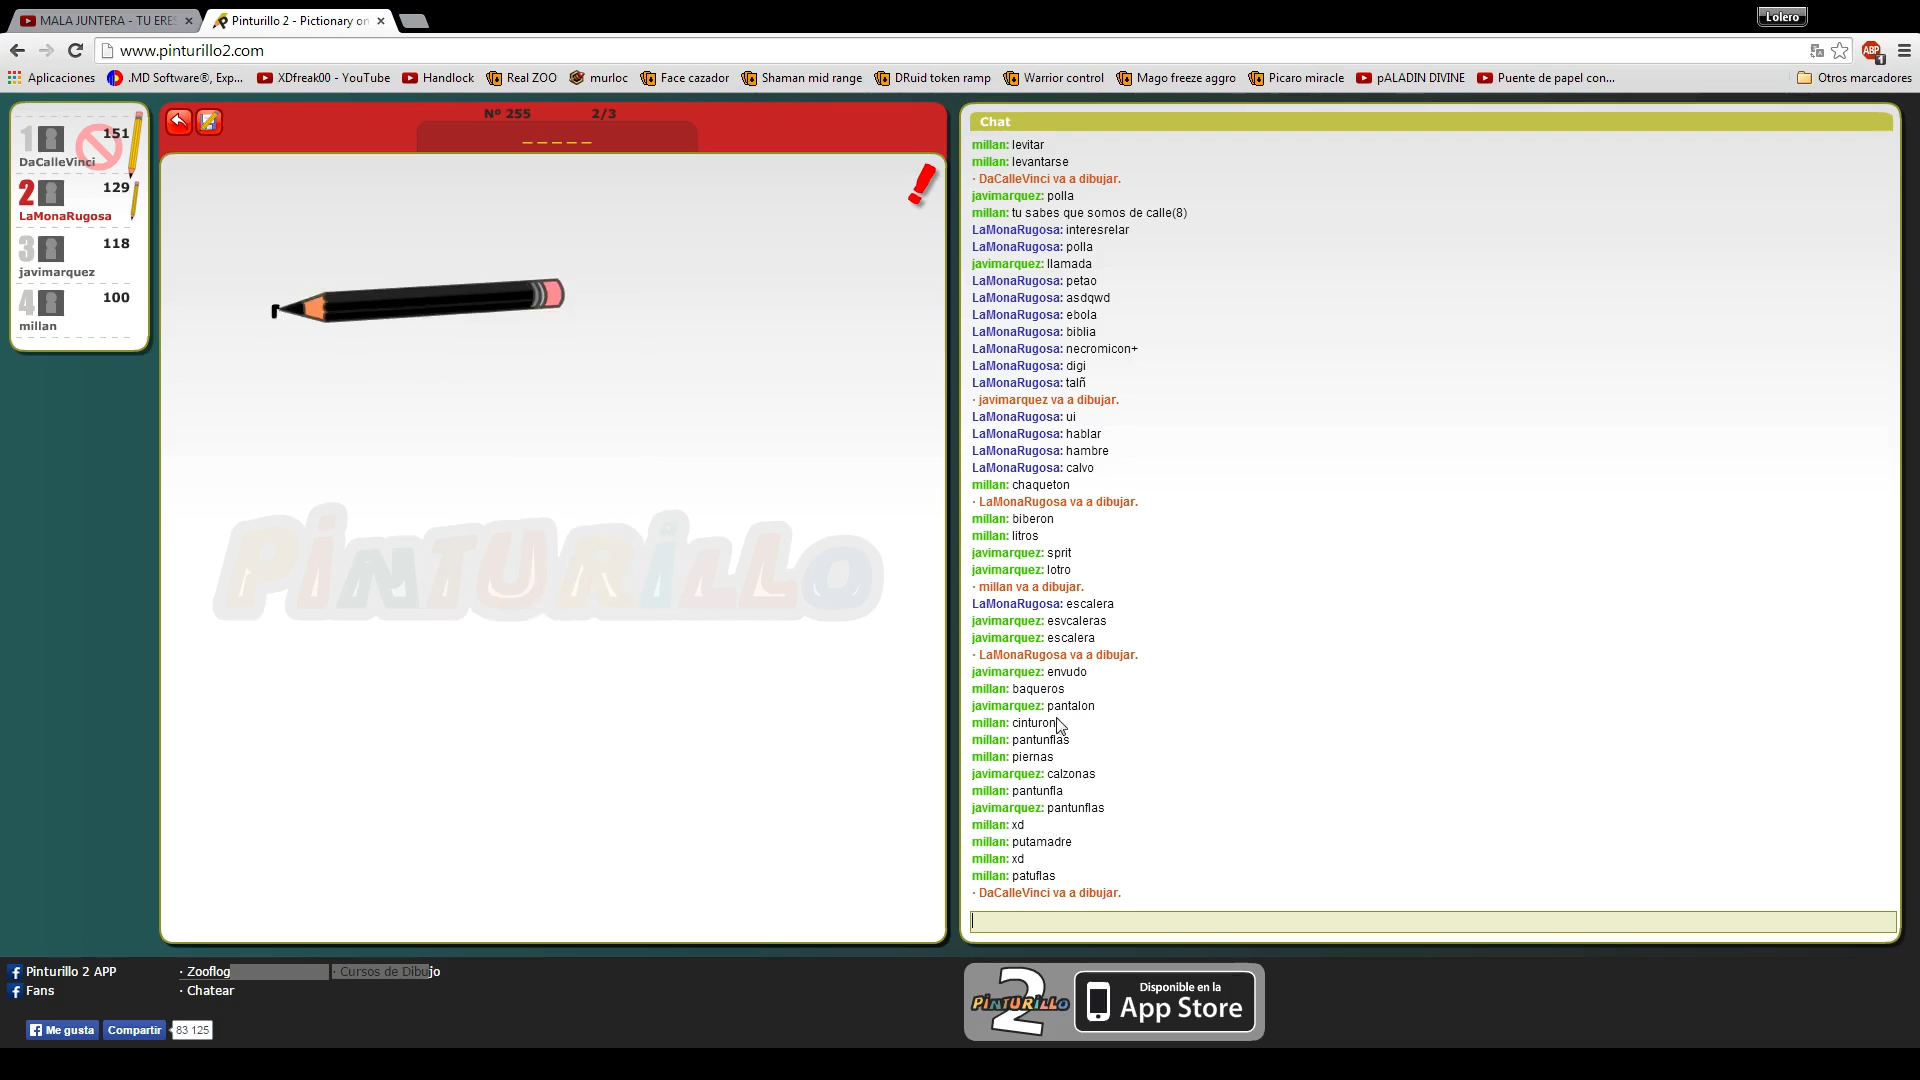 MALA JUNTERA - TU ERES
Pinturillo 2 - Pictionary on
Lolero
www.pinturillo2.com
ABP
1
Aplicaciones
.MD Software®, Exp...
XDfreak00 - YouTube
Handlock
Real ZOO
murloc
Face cazador
Shaman mid range
DRuid token ramp
Warrior control
Mago freeze aggro
Picaro miracle
pALADIN DIVINE
Puente de papel con...
Otros marcadores
1 151
DaCalleVinci
2 129
LaMonaRugosa
3 118
javimarquez
4 100
millan
Nº 255 2/3
_ _ _ _ _
PINTURILLO
Chat
millan: levitar
millan: levantarse
· DaCalleVinci va a dibujar.
javimarquez: polla
millan: tu sabes que somos de calle(8)
LaMonaRugosa: interesrelar
LaMonaRugosa: polla
javimarquez: llamada
LaMonaRugosa: petao
LaMonaRugosa: asdqwd
LaMonaRugosa: ebola
LaMonaRugosa: biblia
LaMonaRugosa: necromicon+
LaMonaRugosa: digi
LaMonaRugosa: talñ
· javimarquez va a dibujar.
LaMonaRugosa: ui
LaMonaRugosa: hablar
LaMonaRugosa: hambre
LaMonaRugosa: calvo
millan: chaqueton
· LaMonaRugosa va a dibujar.
millan: biberon
millan: litros
javimarquez: sprit
javimarquez: lotro
· millan va a dibujar.
LaMonaRugosa: escalera
javimarquez: esvcaleras
javimarquez: escalera
· LaMonaRugosa va a dibujar.
javimarquez: envudo
millan: baqueros
javimarquez: pantalon
millan: cinturon
millan: pantunflas
millan: piernas
javimarquez: calzonas
millan: pantunfla
javimarquez: pantunflas
millan: xd
millan: putamadre
millan: xd
millan: patuflas
· DaCalleVinci va a dibujar.
Pinturillo 2 APP
Fans
· Zooflog
· Cursos de Dibujo
· Chatear
Me gusta
Compartir
83 125
PINTURILLO
2
Disponible en la
App Store